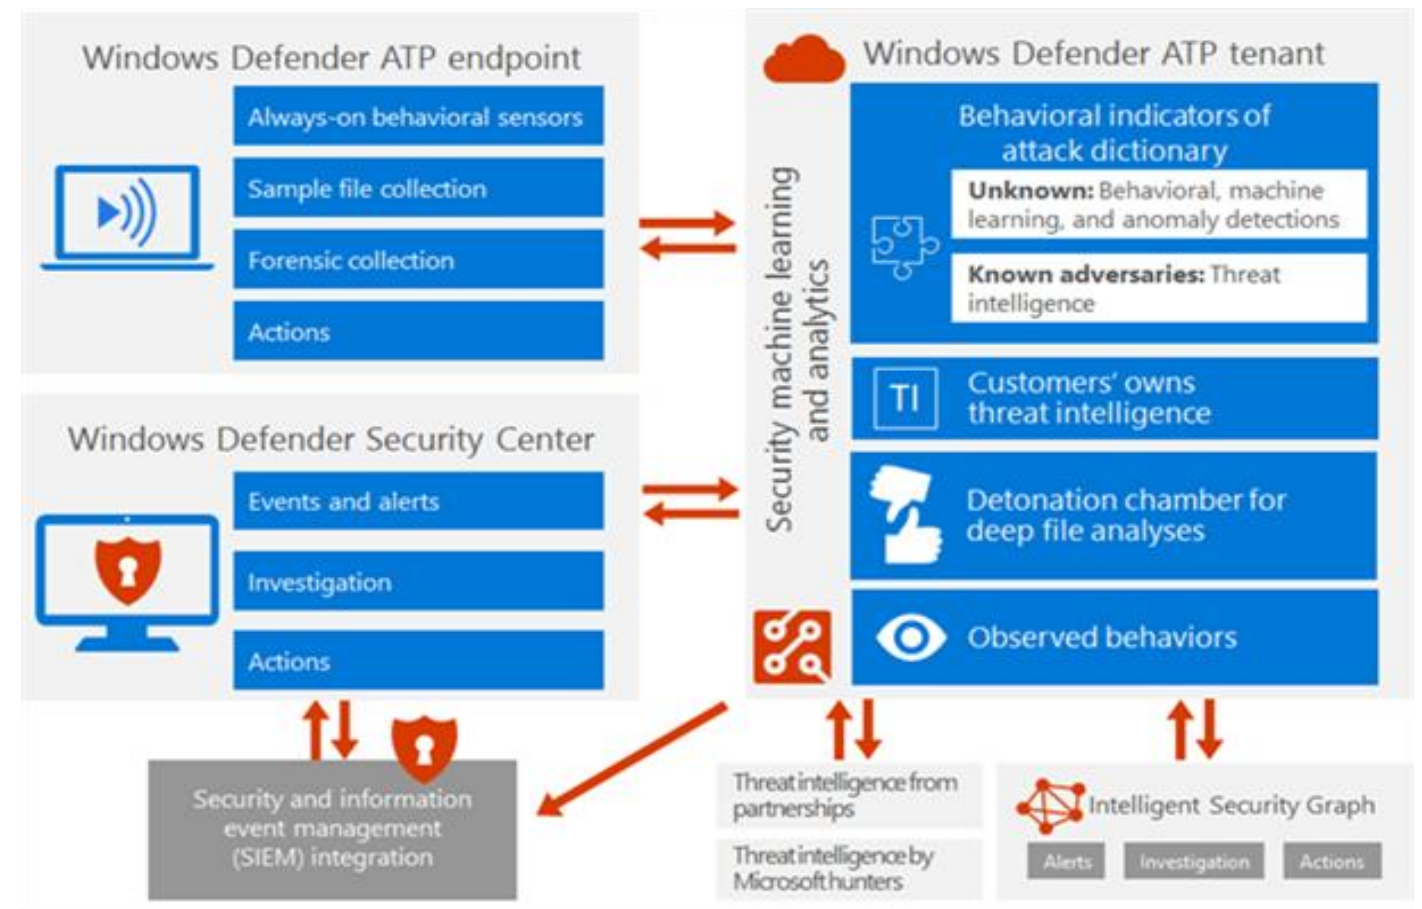 Windows Defender ATP endpoint
Always-on behavioral sensors
Sample file collection
Forensic collection
Actions
Windows Defender Security Center
Events and alerts
Investigation
Actions
Security and information
event management
(SIEM) integration
Windows Defender ATP tenant
Security machine learning
and analytics
Behavioral indicators of
attack dictionary
Unknown: Behavioral, machine
learning, and anomaly detections
Known adversaries: Threat
intelligence
TI
Customers’ owns
threat intelligence
Detonation chamber for
deep file analyses
Observed behaviors
Threat intelligence from
partnerships
Threat intelligence by
Microsoft hunters
Intelligent Security Graph
Alerts
Investigation
Actions